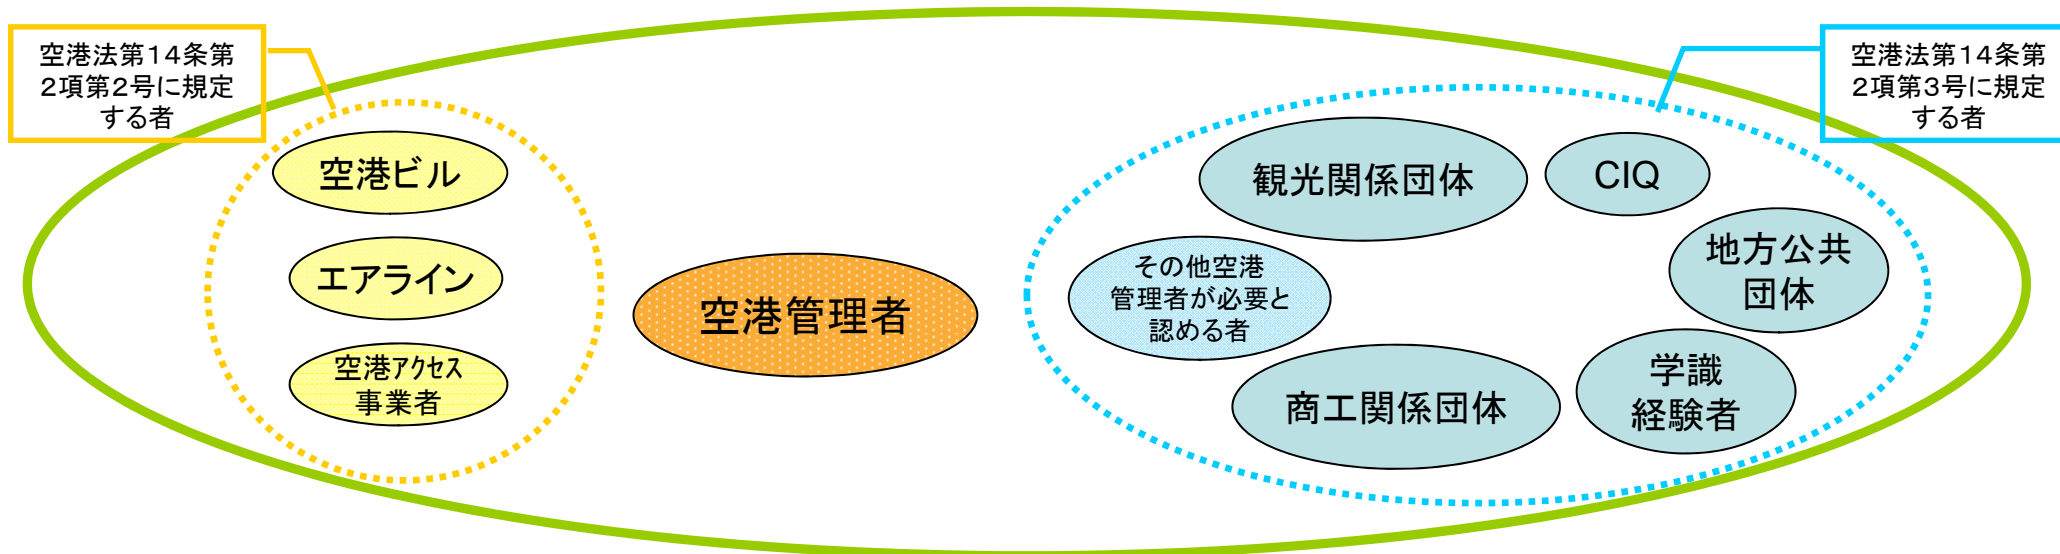 空港法第１４条第
２項第２号に規定
する者
空港ビル
エアライン
空港ｱｸｾｽ
事業者
空港管理者
空港法第１４条第
２項第３号に規定
する者
観光関係団体
CIQ
地方公共
団体
その他空港
管理者が必要と
認める者
商工関係団体
学識
経験者